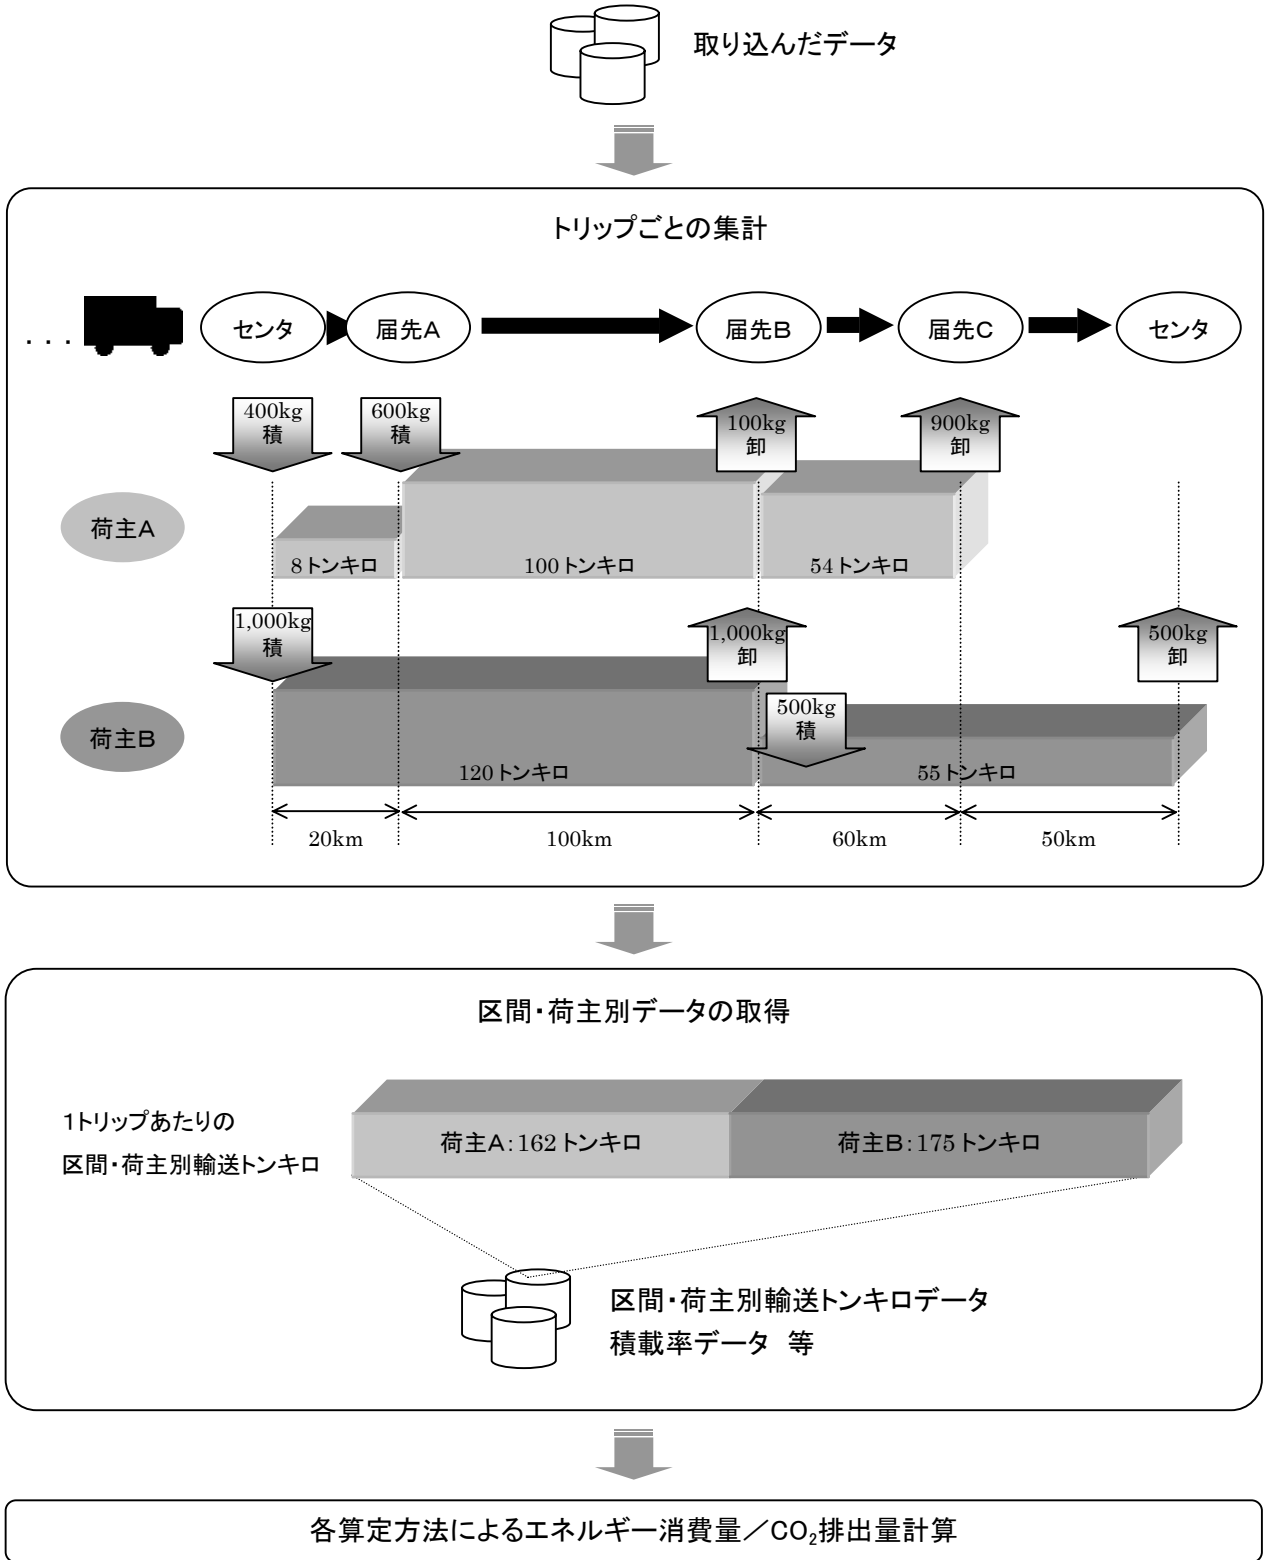 取り込んだデータ
トリップごとの集計
. . .
センタ
届先A
届先B
届先C
センタ
400kg
積
600kg
積
100kg
卸
900kg
卸
荷主A
8トンキロ
100トンキロ
54トンキロ
1,000kg
積
1,000kg
卸
500kg
卸
500kg
積
荷主B
120トンキロ
55トンキロ
20km
100km
60km
50km
区間・荷主別データの取得
1トリップあたりの
区間・荷主別輸送トンキロ
荷主A：162トンキロ
荷主B：175トンキロ
区間・荷主別輸送トンキロデータ
積載率データ 等
各算定方法によるエネルギー消費量／CO₂排出量計算